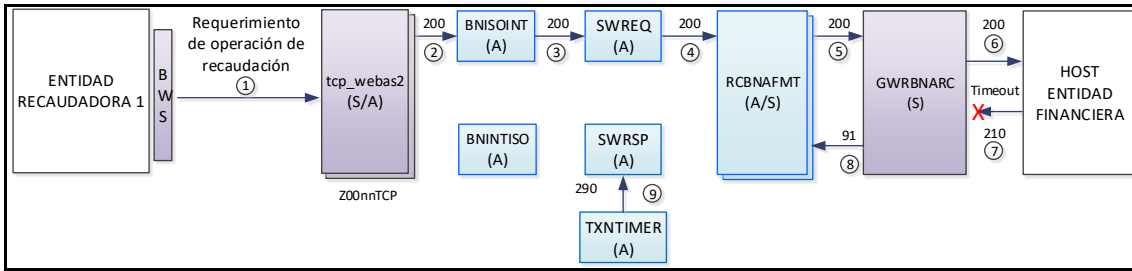 ENTIDAD
RECAUDADORA 1
B
W
S
Requerimiento
de operación de
recaudación
1
tcp_webas2
(S/A)
Z00nnTCP
200
2
BNISOINT
(A)
200
3
SWREQ
(A)
200
4
RCBNAFMT
(A/S)
200
5
GWRBNARC
(S)
200
6
HOST
ENTIDAD
FINANCIERA
Timeout
X
210
7
91
8
BNINTISO
(A)
SWRSP
(A)
290
9
TXNTIMER
(A)